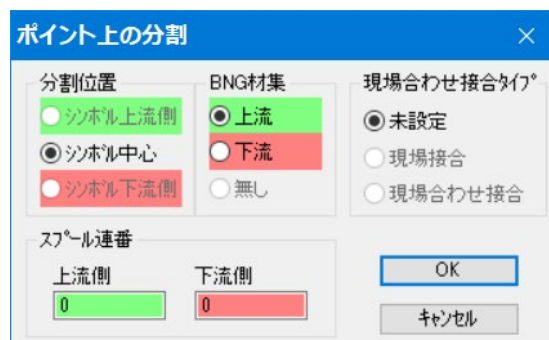 ポイント上の分割
分割位置
シンボル上流側
シンボル中心
シンボル下流側
BNG材集
上流
下流
無し
現場合わせ接合タイプ
未設定
現場接合
現場合わせ接合
スプール連番
上流側
下流側
0
0
OK
キャンセル